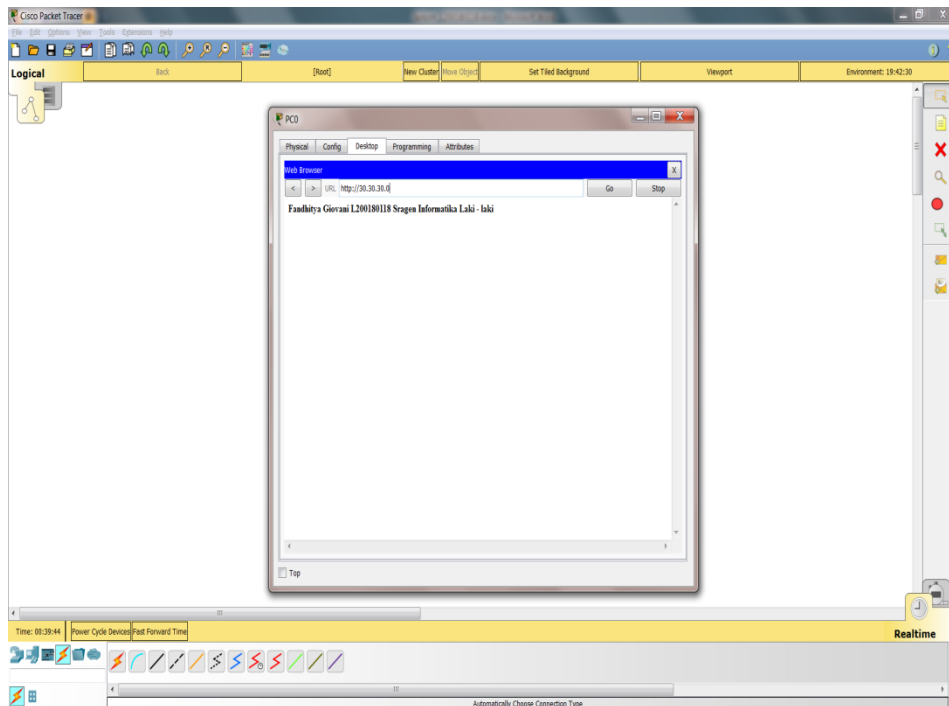 Cisco Packet Tracer
File Edit Options View Tools Extensions Help
Logical Back [Root] New Cluster Move Object Set Tiled Background Viewport Environment: 19:42:30
PC0
Physical Config Desktop Programming Attributes
Web Browser X
< > URL http://30.30.30.0 Go Stop
Fandhitya Giovani L200180118 Sragen Informatika Laki - laki
Top
Time: 00:39:44 Power Cycle Devices Fast Forward Time Realtime
Automatically Choose Connection Type